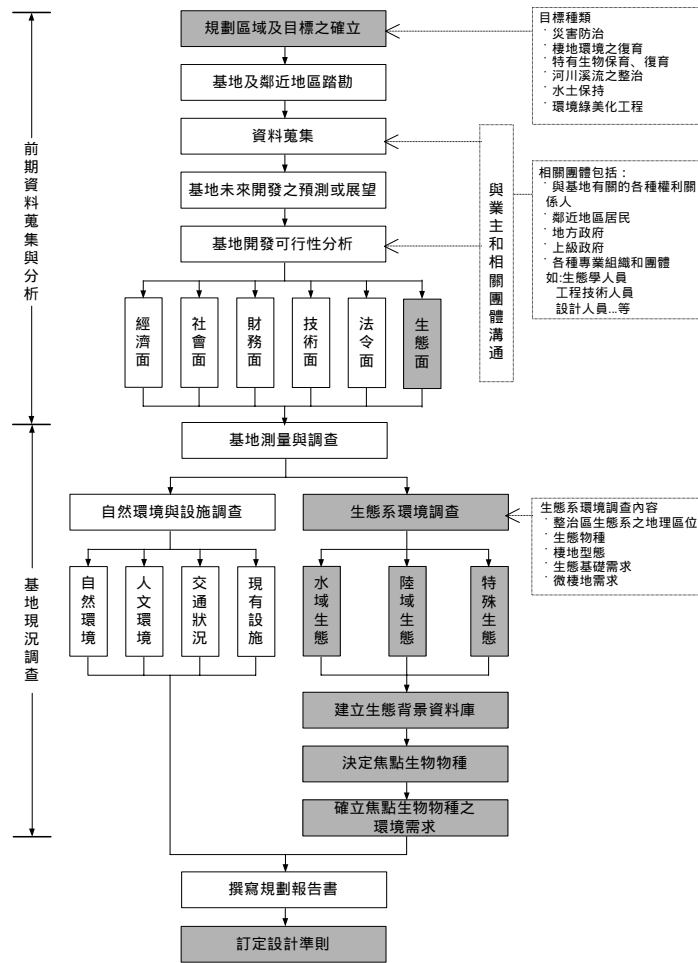 規劃區域及目標之確立
目標種類
˙災害防治
˙棲地環境之復育
˙特有生物保育、復育
˙河川溪流之整治
˙水土保持
˙環境綠美化工程
基地及鄰近地區踏勘
資料蒐集
基地未來開發之預測或展望
基地開發可行性分析
前期資料蒐集與分析
與業主和相關團體溝通
相關團體包括：
˙與基地有關的各種權利關
係人
˙鄰近地區居民
˙地方政府
˙上級政府
˙各種專業組織和團體
如:生態學人員
工程技術人員
設計人員...等
經濟面
社會面
財務面
技術面
法令面
生態面
基地測量與調查
自然環境與設施調查
生態系環境調查
生態系環境調查內容
˙整治區生態系之地理區位
˙生態物種
˙棲地型態
˙生態基礎需求
˙微棲地需求
基地現況調查
自然環境
人文環境
交通狀況
現有設施
水域生態
陸域生態
特殊生態
建立生態背景資料庫
決定焦點生物物種
確立焦點生物物種之
環境需求
撰寫規劃報告書
訂定設計準則